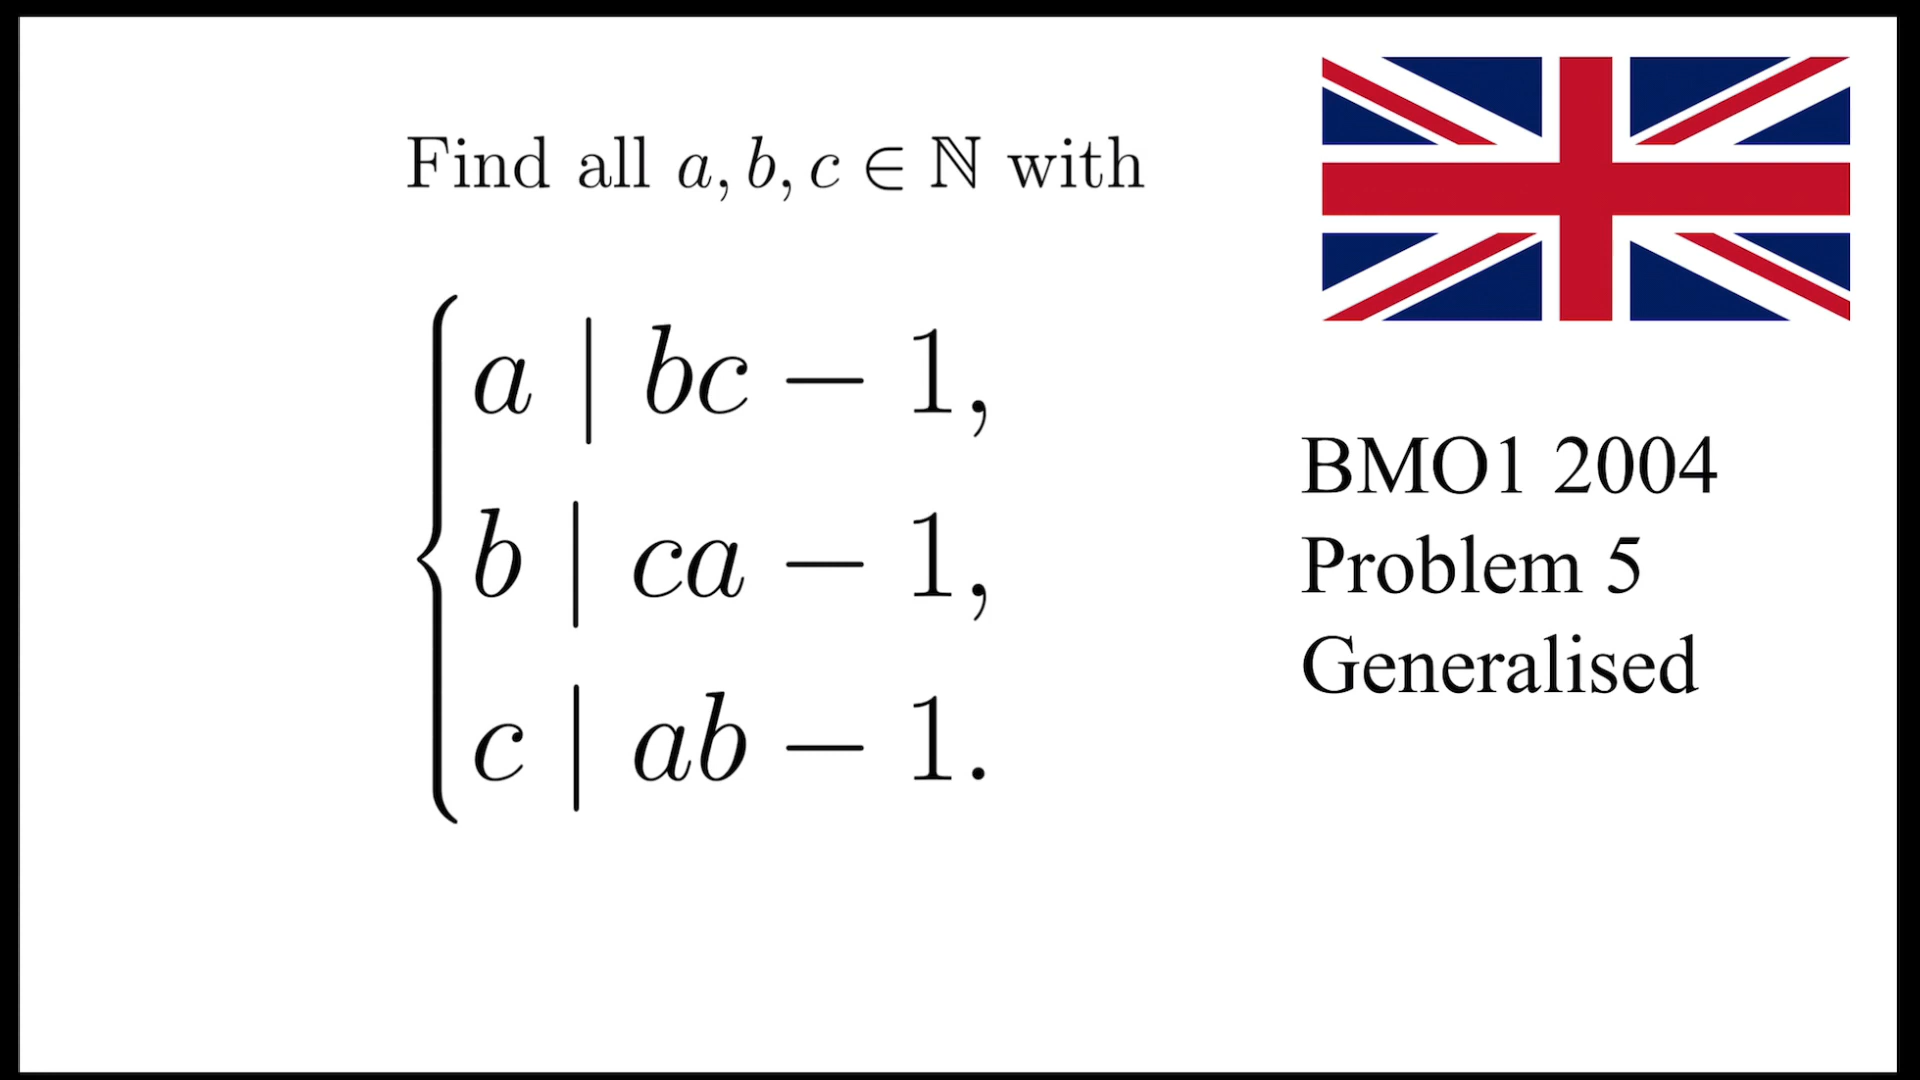 Find all a, b, c ∈ ℕ with
a | bc − 1,
b | ca − 1,
c | ab − 1.
BMO1 2004
Problem 5
Generalised